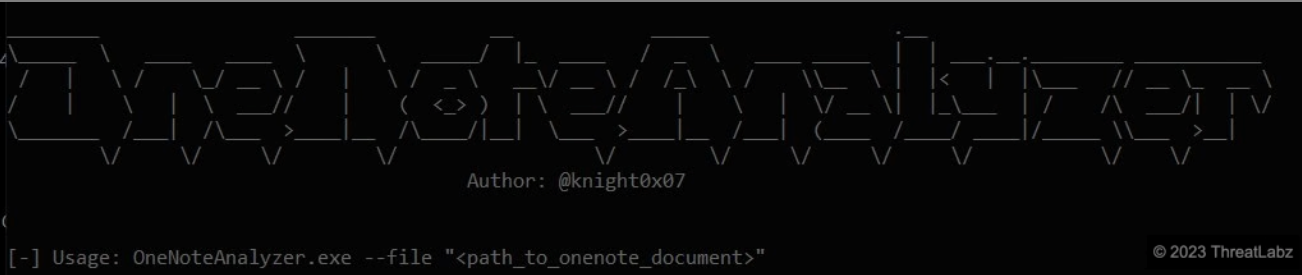 OneNoteAnalyzer
Author: @knight0x07
[-] Usage: OneNoteAnalyzer.exe --file "<path_to_onenote_document>"
© 2023 ThreatLabz